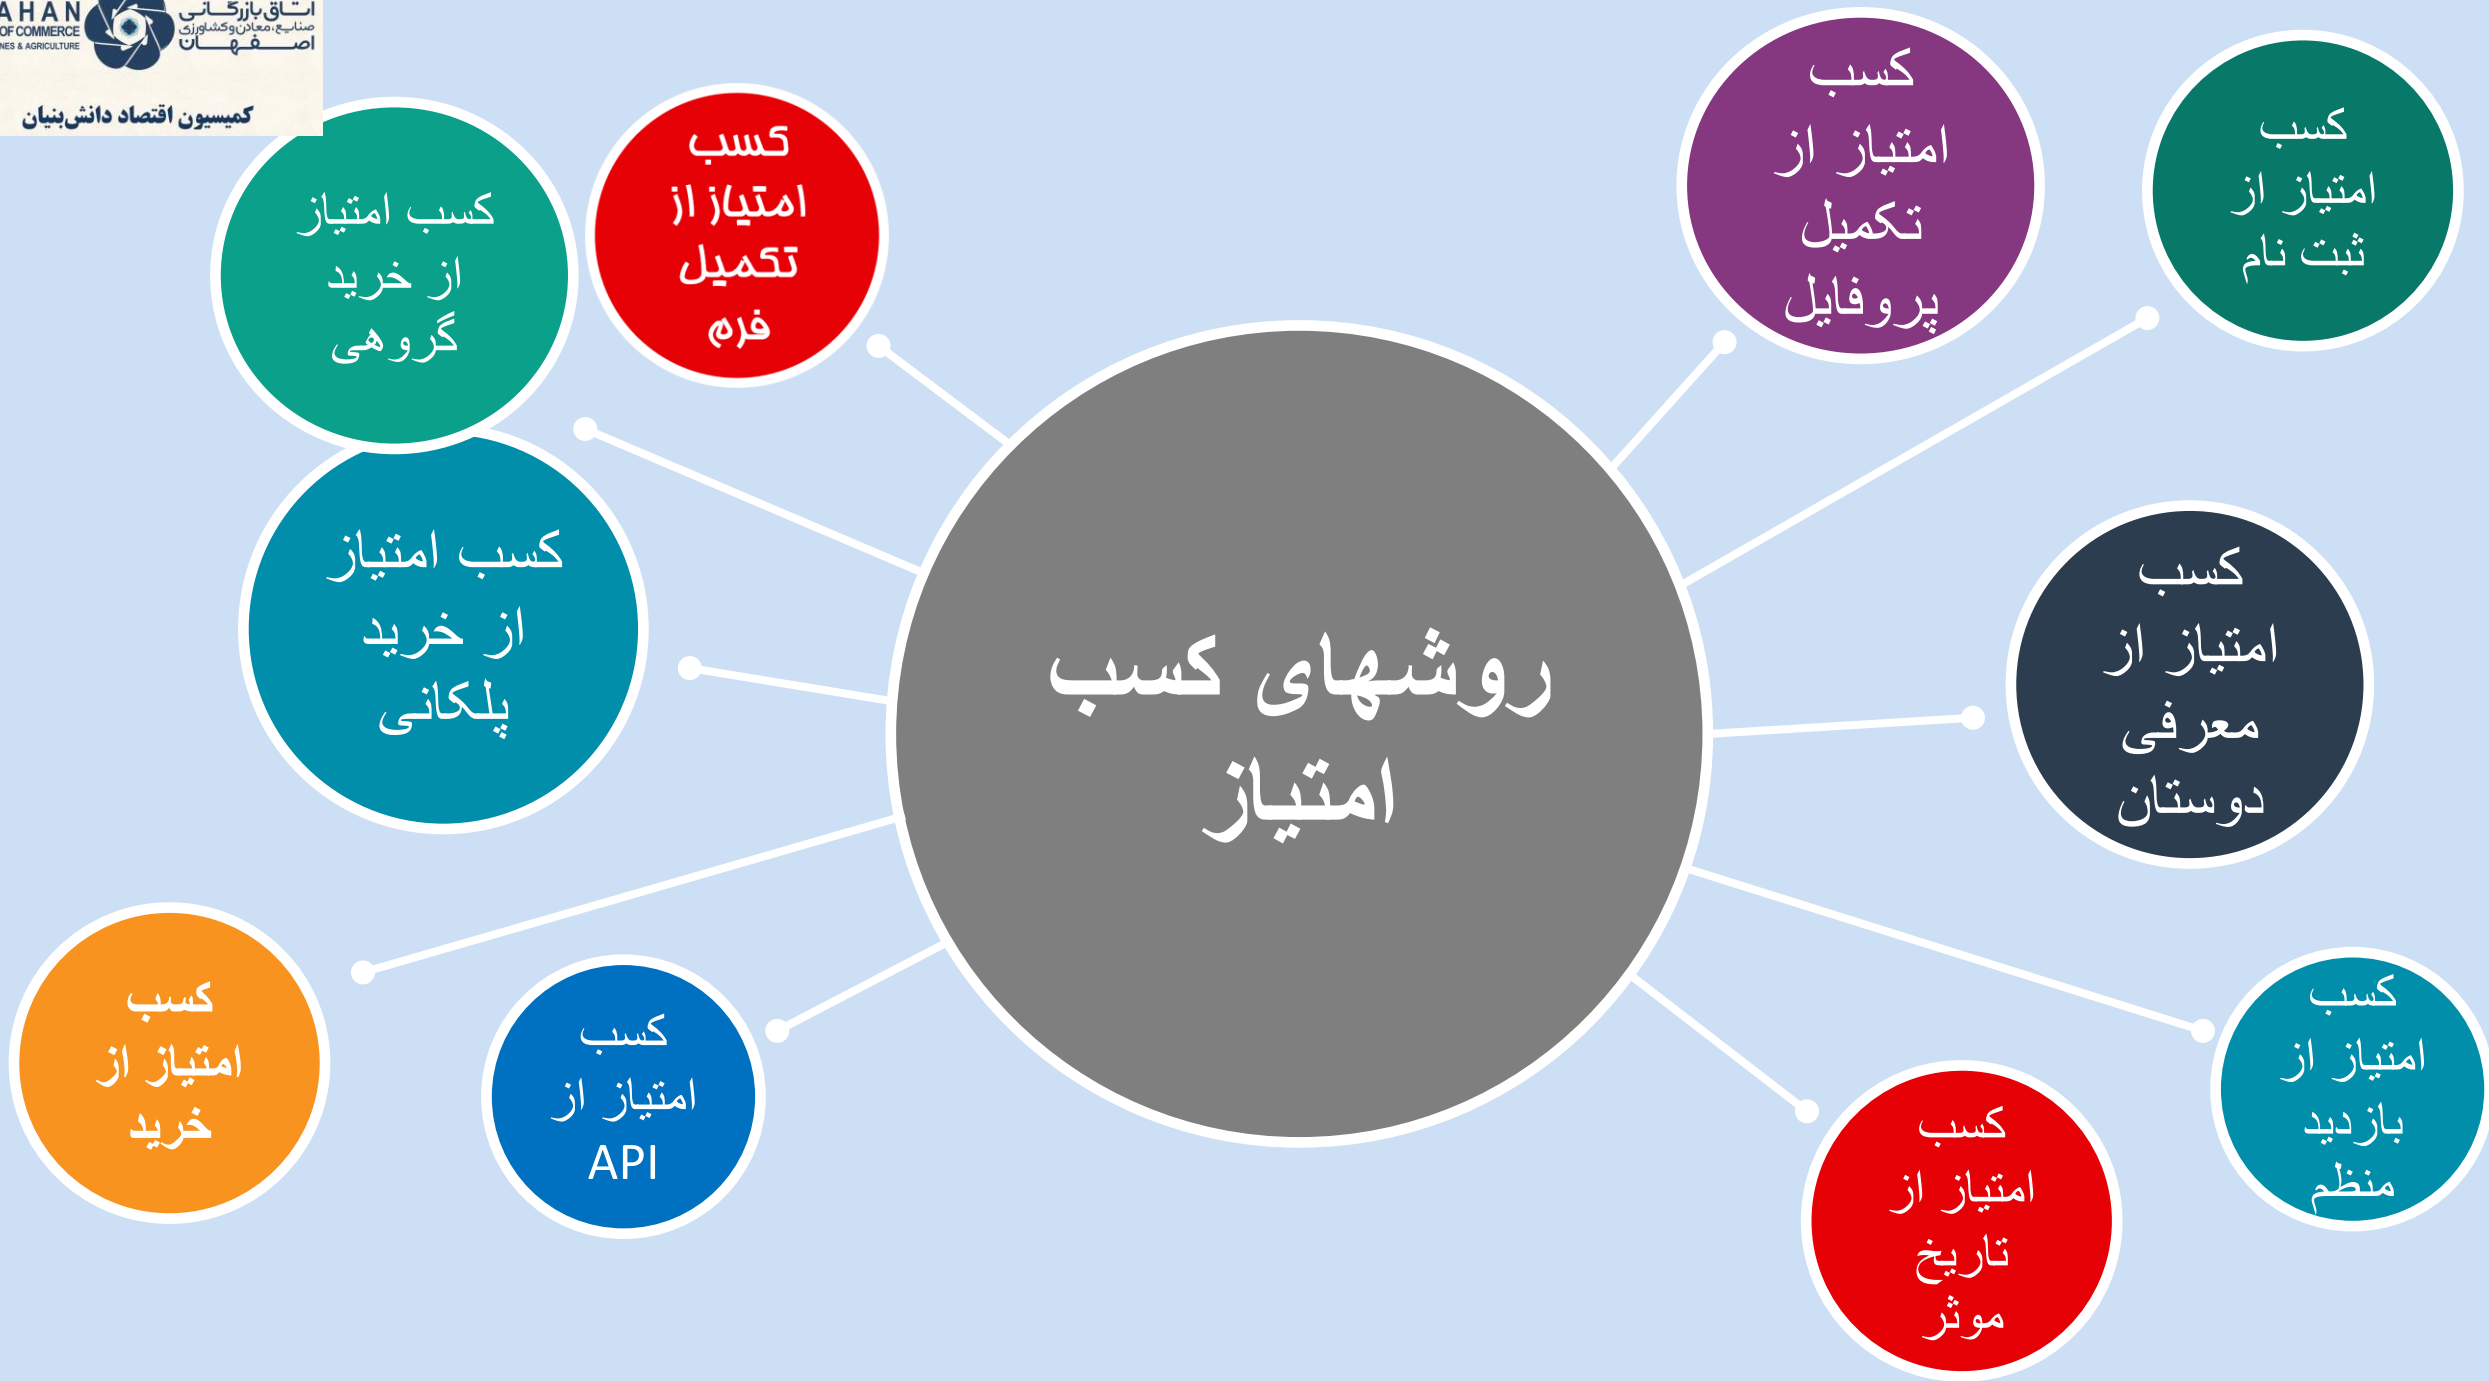 AHAN
OF COMMERCE
NES & AGRICULTURE
اتاق بازرگانی
صنایع، معادن و کشاورزی
اصفهان
کمیسیون اقتصاد دانش‌بنیان
روشهای کسب
امتیاز
کسب
امتیاز از
ثبت نام
کسب
امتیاز از
تکمیل
پروفایل
کسب
امتیاز از
تکمیل
فرم
کسب امتیاز
از خرید
گروهی
کسب امتیاز
از خرید
پلکانی
کسب
امتیاز از
معرفی
دوستان
کسب
امتیاز از
بازدید
منظم
کسب
امتیاز از
تاریخ
موثر
کسب
امتیاز از
API
کسب
امتیاز از
خرید